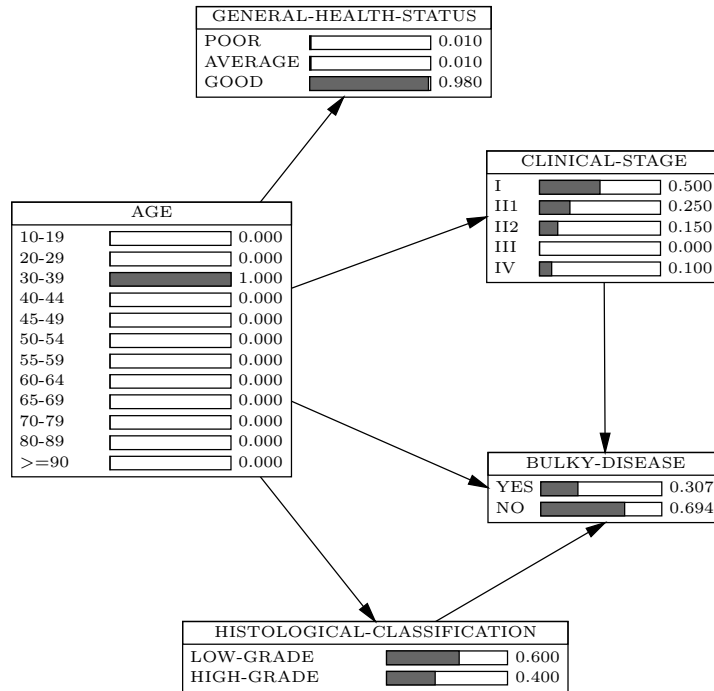 GENERAL-HEALTH-STATUS
POOR 0.010
AVERAGE 0.010
GOOD 0.980
CLINICAL-STAGE
I 0.500
II1 0.250
II2 0.150
III 0.000
IV 0.100
AGE
10-19 0.000
20-29 0.000
30-39 1.000
40-44 0.000
45-49 0.000
50-54 0.000
55-59 0.000
60-64 0.000
65-69 0.000
70-79 0.000
80-89 0.000
>=90 0.000
BULKY-DISEASE
YES 0.307
NO 0.694
HISTOLOGICAL-CLASSIFICATION
LOW-GRADE 0.600
HIGH-GRADE 0.400